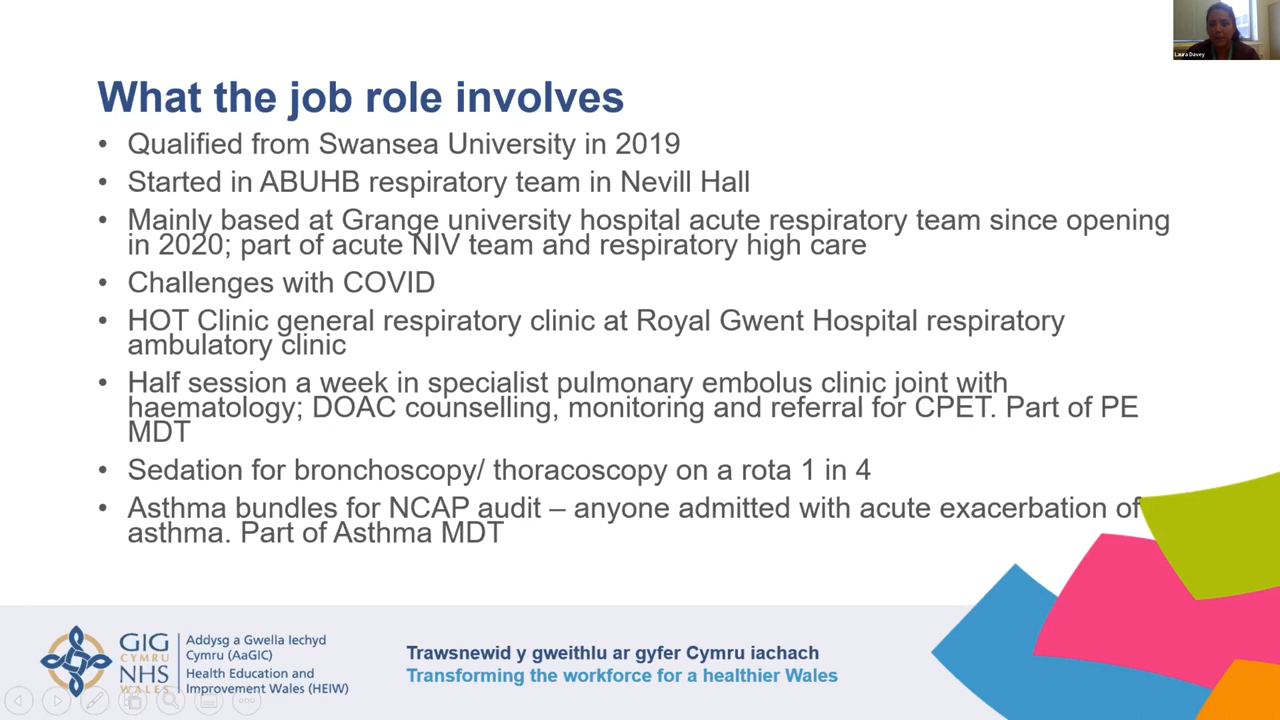 Laura Davey
What the job role involves
• Qualified from Swansea University in 2019
• Started in ABUHB respiratory team in Nevill Hall
• Mainly based at Grange university hospital acute respiratory team since opening
in 2020; part of acute NIV team and respiratory high care
• Challenges with COVID
• HOT Clinic general respiratory clinic at Royal Gwent Hospital respiratory
ambulatory clinic
• Half session a week in specialist pulmonary embolus clinic joint with
haematology; DOAC counselling, monitoring and referral for CPET. Part of PE
MDT
• Sedation for bronchoscopy/ thoracoscopy on a rota 1 in 4
• Asthma bundles for NCAP audit – anyone admitted with acute exacerbation of
asthma. Part of Asthma MDT
GIG
CYMRU
NHS
WALES
Addysg a Gwella Iechyd
Cymru (AaGIC)
Health Education and
Improvement Wales (HEIW)
Trawsnewid y gweithlu ar gyfer Cymru iachach
Transforming the workforce for a healthier Wales